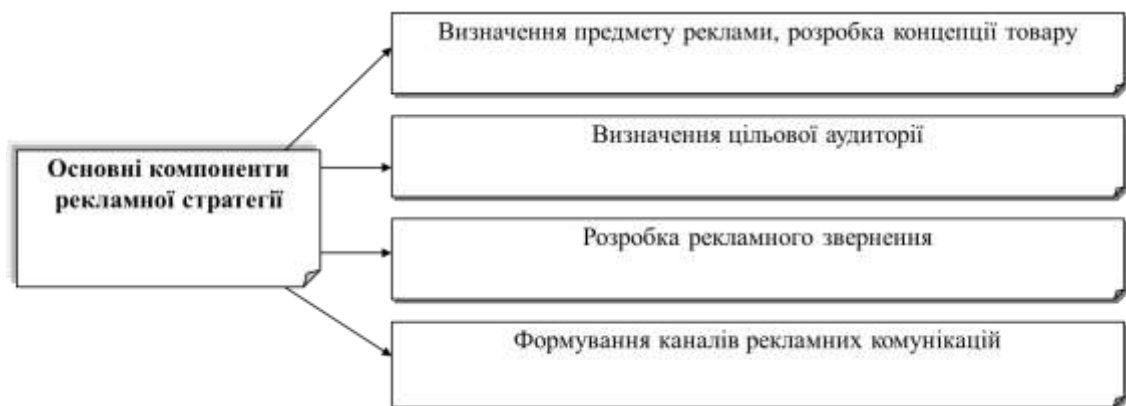 Визначення предмету реклами, розробка концепції товару
Визначення цільової аудиторії
Основні компоненти
рекламної стратегії
Розробка рекламного звернення
Формування каналів рекламних комунікацій